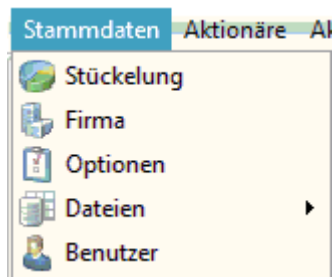 Stammdaten Aktionäre
Stückelung
Firma
Optionen
Dateien
Benutzer